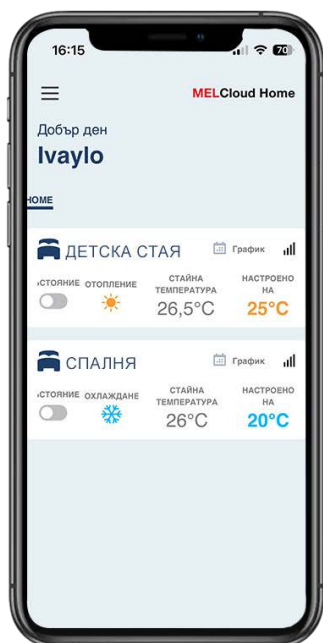 16:15
70
MELCloud Home
Добър ден
Ivaylo
HOME
ДЕТСКА СТАЯ
График
СТОЯНИЕ
ОТОПЛЕНИЕ
СТАЙНА
ТЕМПЕРАТУРА
26,5°C
НАСТРОЕНО
НА
25°C
СПАЛНЯ
График
СТОЯНИЕ
ОХЛАЖДАНЕ
СТАЙНА
ТЕМПЕРАТУРА
26°C
НАСТРОЕНО
НА
20°C